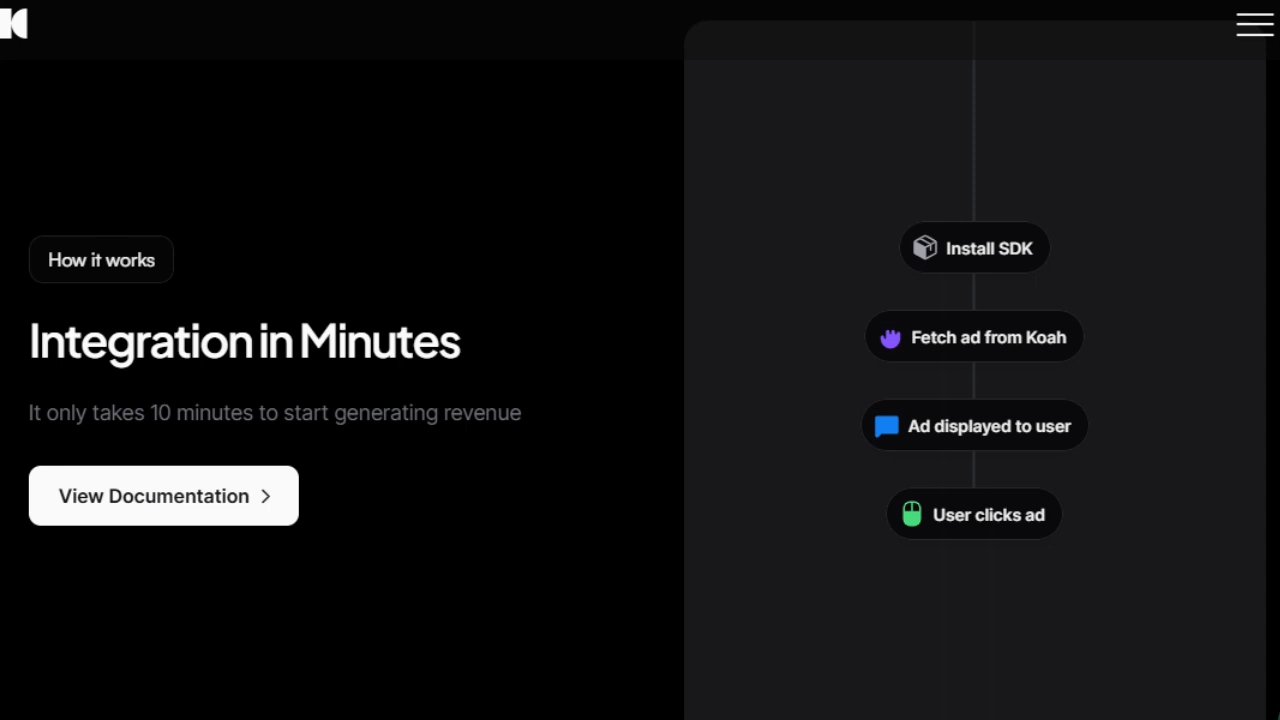 How it works
Integration in Minutes
It only takes 10 minutes to start generating revenue
View Documentation
Install SDK
Fetch ad from Koah
Ad displayed to user
User clicks ad